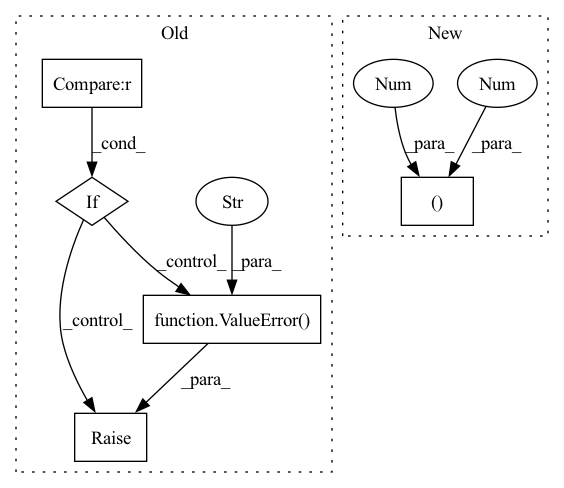 Old
New
Compare:r
Num
Num
_cond_
_para_
_para_
If
Str
()
_control_
_para_
_control_
function.ValueError()
_para_
Raise